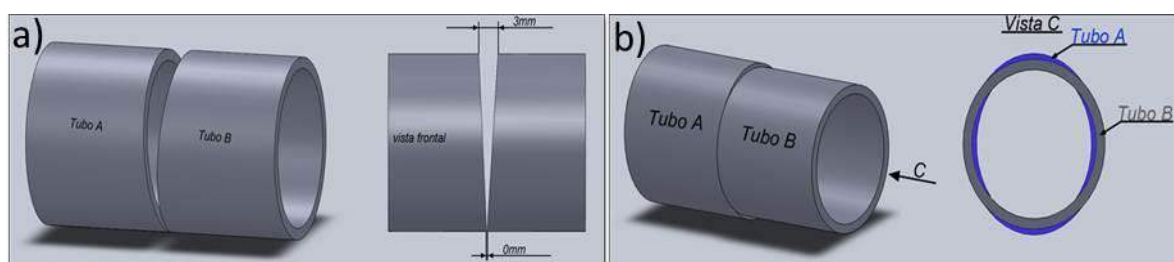 a)
Tubo A
Tubo B
3mm
vista frontal
0mm
b)
Tubo A
Tubo B
C
Vista C
Tubo A
Tubo B